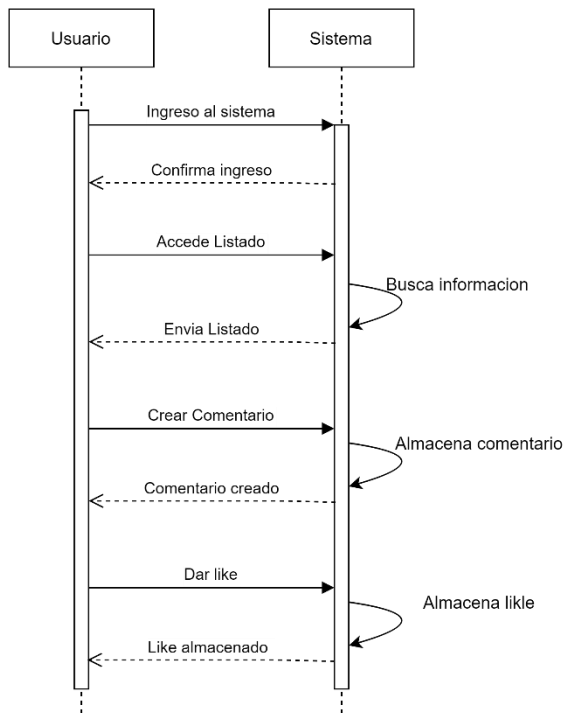 Usuario
Sistema
Ingreso al sistema
Confirma ingreso
Accede Listado
Busca informacion
Envia Listado
Crear Comentario
Almacena comentario
Comentario creado
Dar like
Almacena likle
Like almacenado